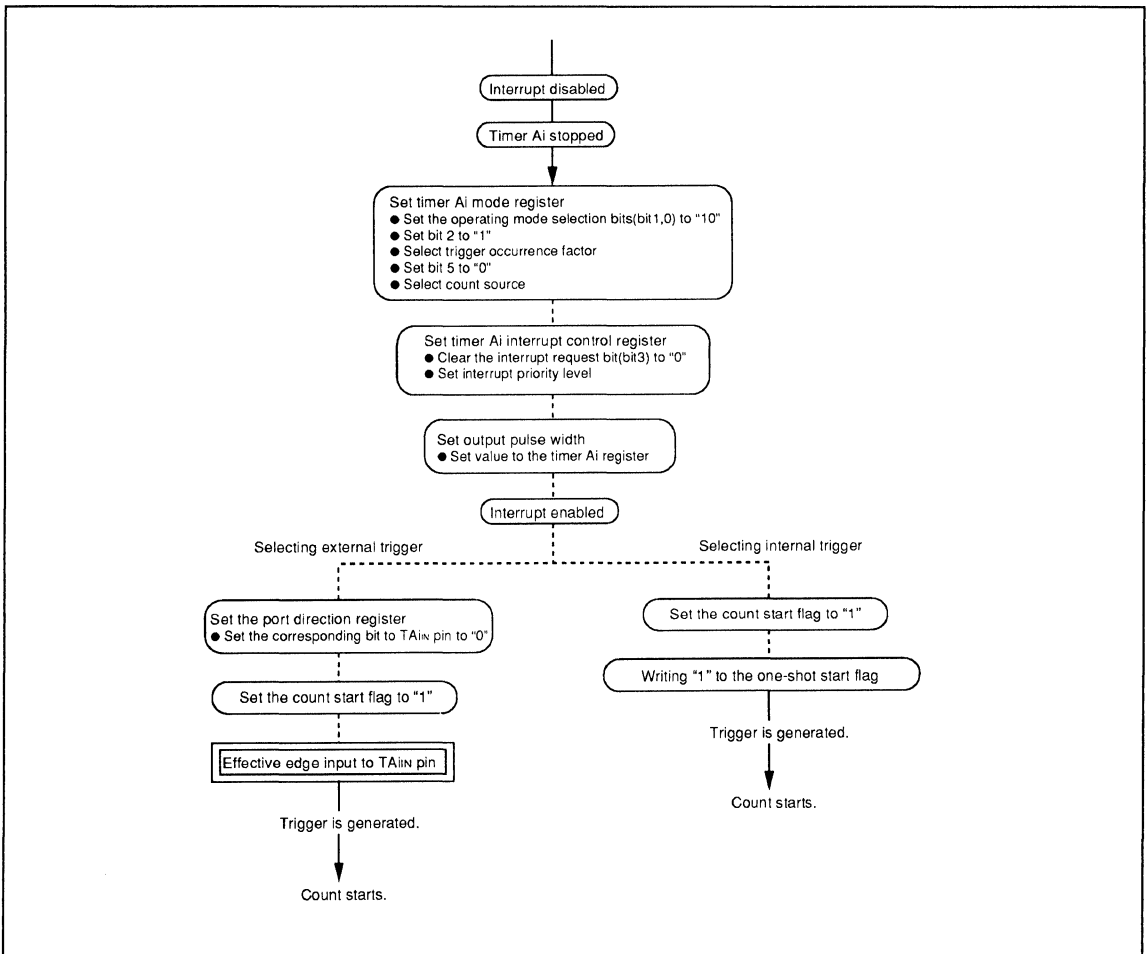 Interrupt disabled
Timer Ai stopped
Set timer Ai mode register
● Set the operating mode selection bits(bit1,0) to “10”
● Set bit 2 to “1”
● Select trigger occurrence factor
● Set bit 5 to “0”
● Select count source
Set timer Ai interrupt control register
● Clear the interrupt request bit(bit3) to “0”
● Set interrupt priority level
Set output pulse width
● Set value to the timer Ai register
Interrupt enabled
Selecting external trigger
Set the port direction register
● Set the corresponding bit to TAiIN pin to “0”
Set the count start flag to “1”
Effective edge input to TAiIN pin
Trigger is generated.
Count starts.
Selecting internal trigger
Set the count start flag to “1”
Writing “1” to the one-shot start flag
Trigger is generated.
Count starts.